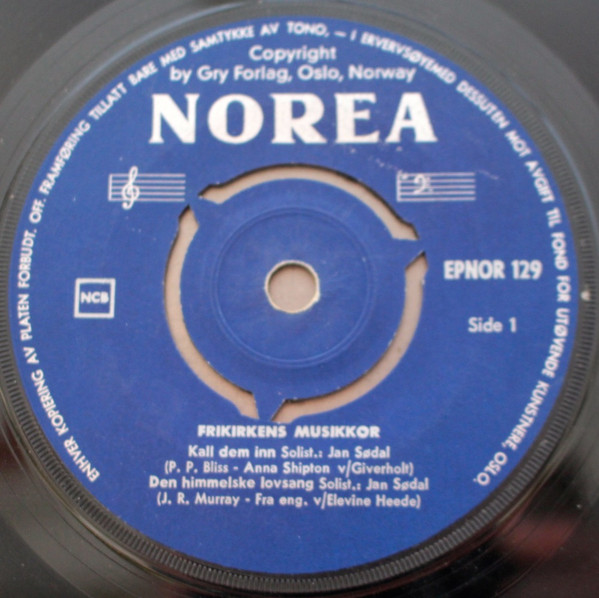 ENHVER KOPIERING AV PLATEN FORBUDT. OFF. FRAMFØRING TILLATT BARE MED SAMTYKKE AV TONO, – I ERVERVSØYEMED DESSUTEN MOT AVGIFT TIL FOND FOR UTØVENDE KUNSTNERE, OSLO.
Copyright
by Gry Forlag, Oslo, Norway
NOREA
EPNOR 129
NCB
Side 1
FRIKIRKENS MUSIKKOR
Kall dem inn Solist.: Jan Sødal
(P. P. Bliss - Anna Shipton v/Giverholt)
Den himmelske lovsang Solist.: Jan Sødal
(J. R. Murray - Fra eng. v/Elevine Heede)